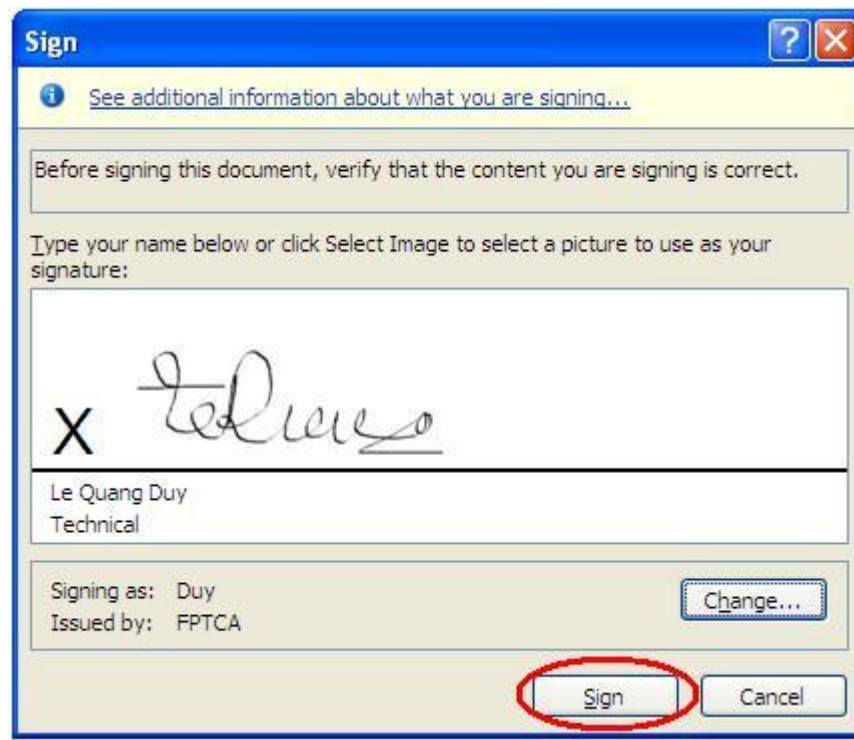 Sign
?
See additional information about what you are signing...
Before signing this document, verify that the content you are signing is correct.
Type your name below or click Select Image to select a picture to use as your
signature:
X
Le Quang Duy
Technical
Signing as: Duy
Change...
Issued by: FPTCA
Sign Cancel